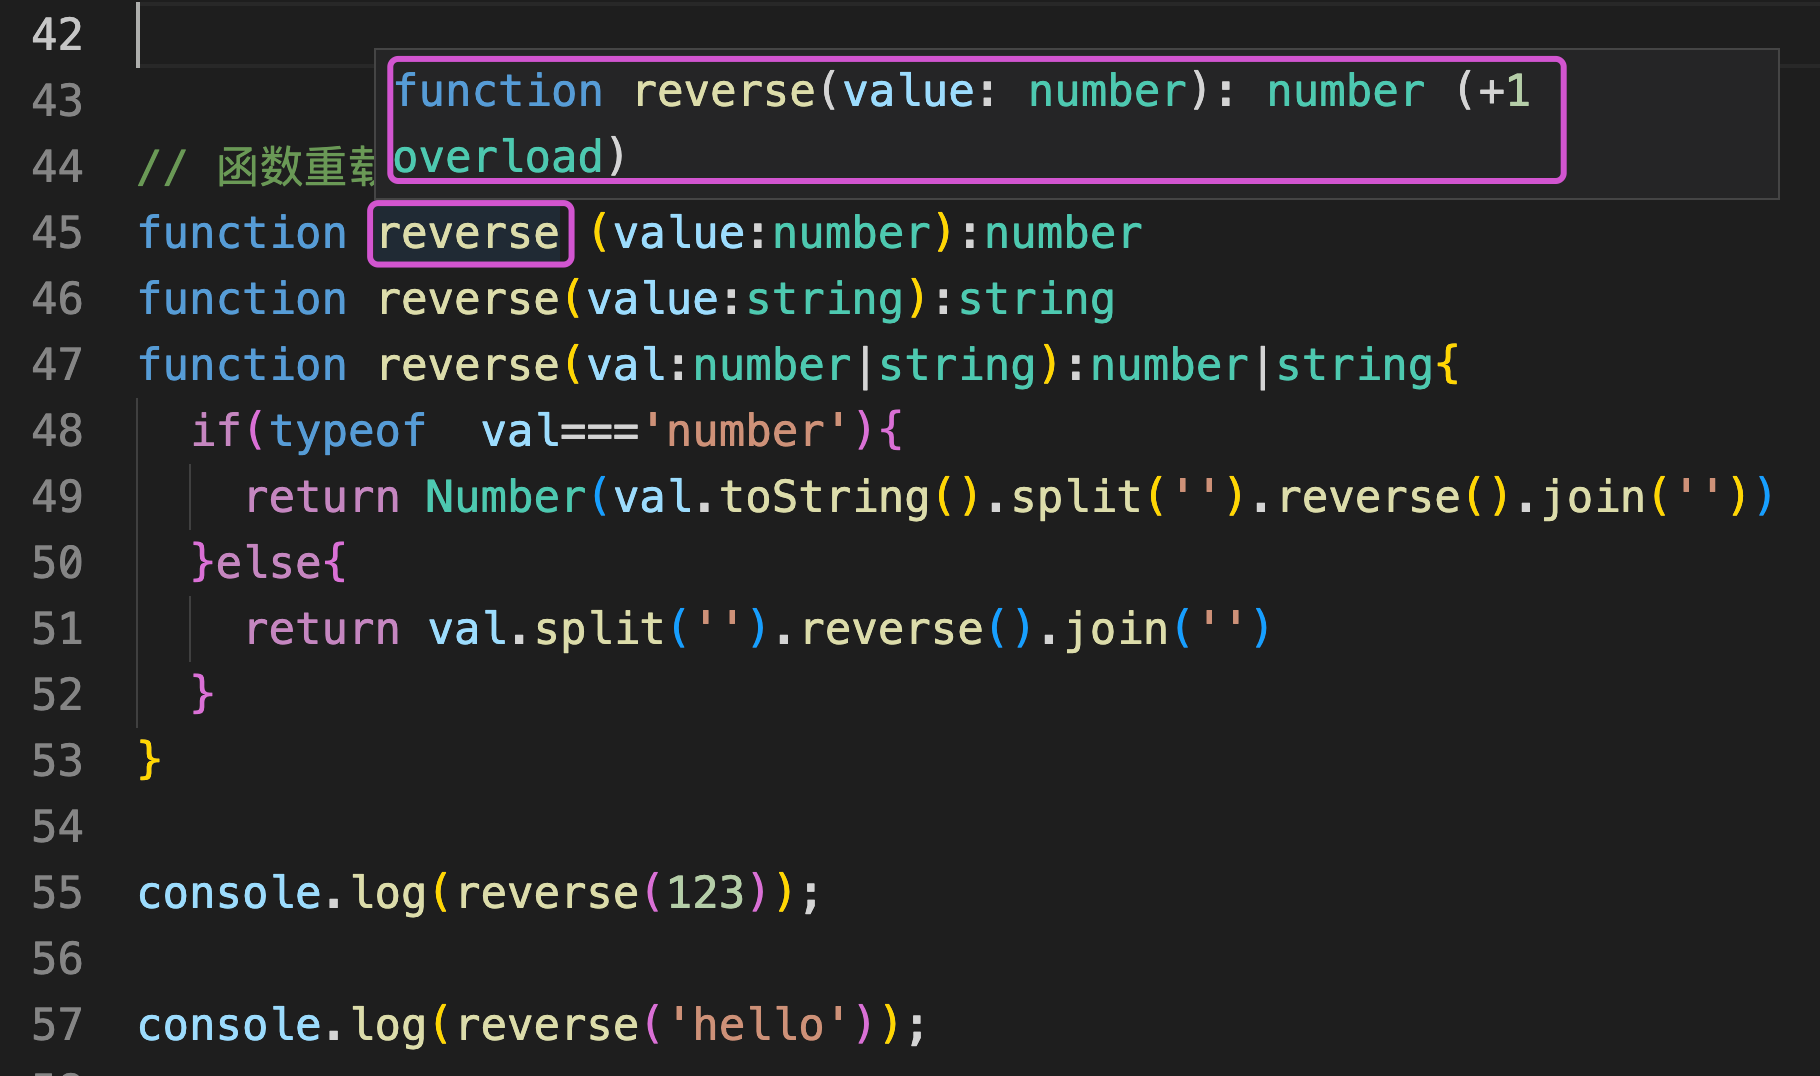 42
function reverse(value: number): number (+1
overload)
43
44 // 函数重载
45 function reverse (value:number):number
46 function reverse(value:string):string
47 function reverse(val:number|string):number|string{
48 if(typeof  val==='number'){
49 return Number(val.toString().split('').reverse().join(''))
50 }else{
51 return val.split('').reverse().join('')
52 }
53 }
54
55 console.log(reverse(123));
56
57 console.log(reverse('hello'));